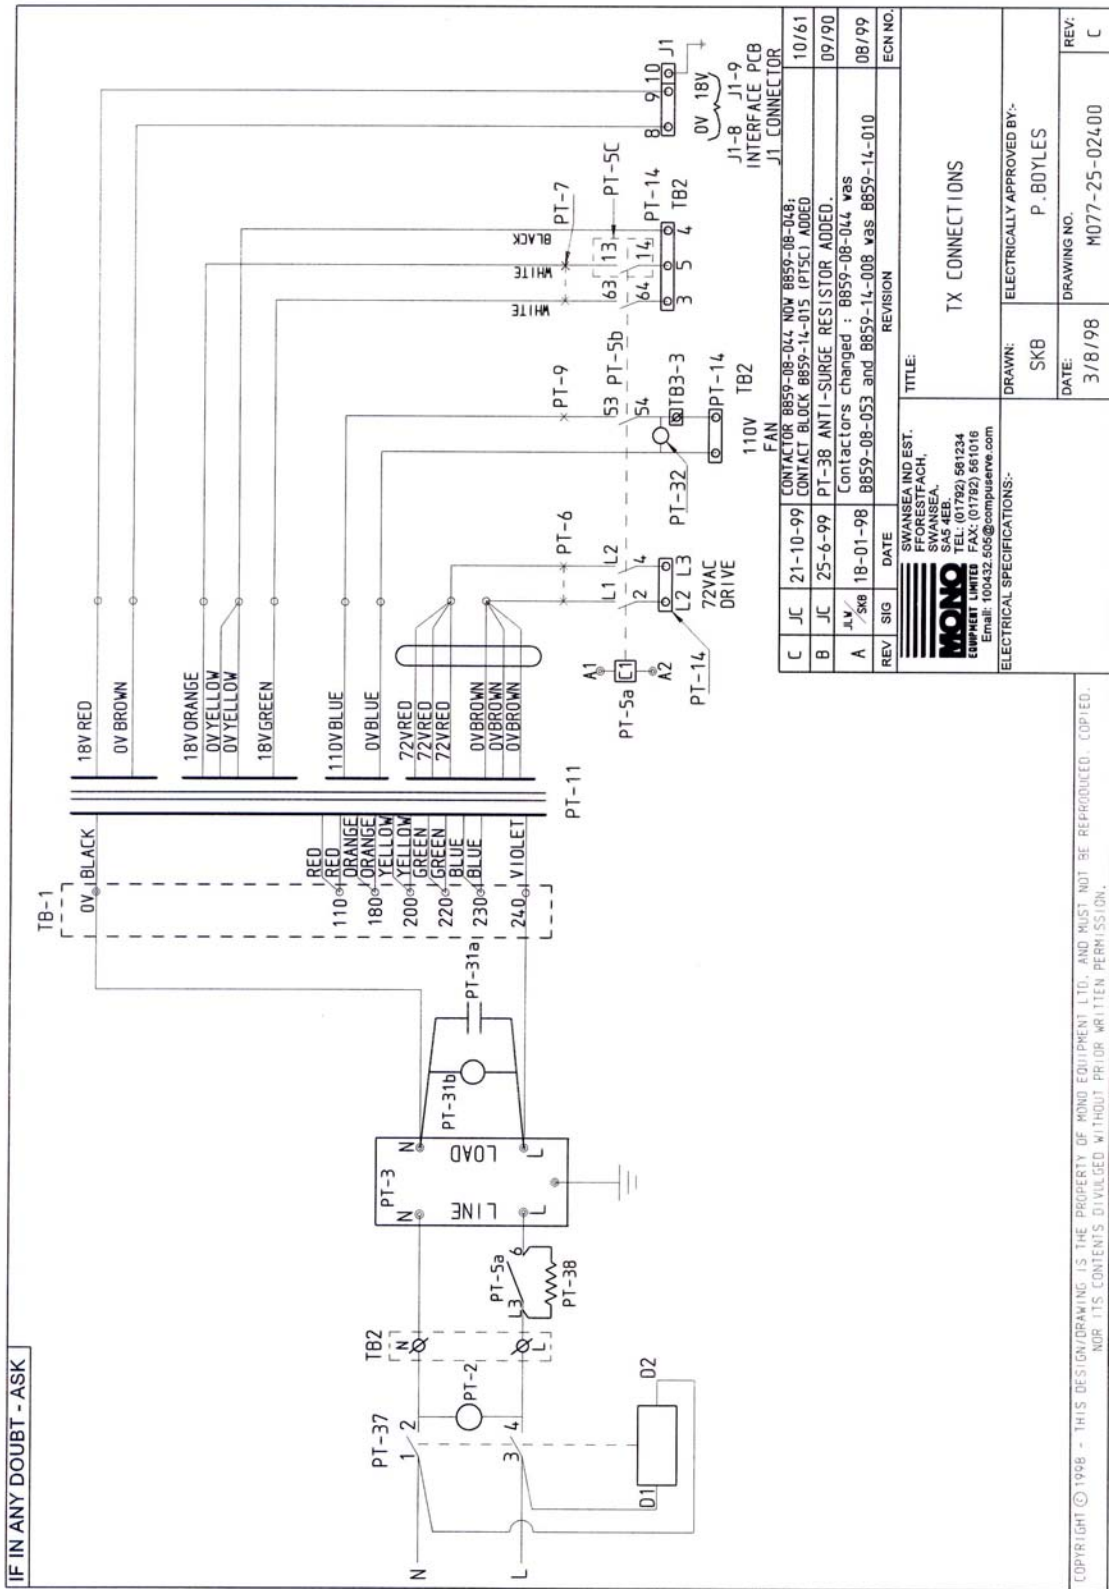 IF IN ANY DOUBT - ASK
N
L
PT-37
1 2
3 4
D1
D2
PT-2
TB2
N
L
PT-5a
L3 6
PT-38
PT-3
N N
LINE LOAD
L L
PT-31b
PT-31a
TB-1
0V BLACK
RED
110 RED
ORANGE
180 ORANGE
YELLOW
200 YELLOW
GREEN
220 GREEN
BLUE
230 BLUE
240 VIOLET
PT-11
18V RED
0V BROWN
18V ORANGE
0V YELLOW
0V YELLOW
18V GREEN
110V BLUE
0V BLUE
72V RED
72V RED
72V RED
0V BROWN
0V BROWN
0V BROWN
A1
C1
A2
PT-5a
PT-6
L1 L2
2 4
L2 L3
72VAC
DRIVE
PT-14
PT-9
53 PT-5b
54
PT-32
TB3-3
PT-14
TB2
110V
FAN
WHITE
WHITE
BLACK
PT-7
63 13
PT-5C
64 14
PT-14
TB2
3 5 4
8 9 10 J1
0V 18V
J1-8 J1-9
INTERFACE PCB
J1 CONNECTOR
C JC 21-10-99 CONTACTOR B859-08-044 NOW B859-08-048; 10/61
CONTACT BLOCK B859-14-015 (PT5C) ADDED
B JC 25-6-99 PT-38 ANTI-SURGE RESISTOR ADDED. 09/90
A JLW/SKB 18-01-98 Contactors changed : B859-08-044 was 08/99
B859-08-053 and B859-14-008 was B859-14-010
REV SIG DATE REVISION ECN NO.
MONO
EQUIPMENT LIMITED
SWANSEA IND EST.
FFORESTFACH,
SWANSEA.
SA5 4EB.
TEL: (01792) 561234
FAX: (01792) 561016
Email: 100432.505@compuserve.com
TITLE:
TX CONNECTIONS
ELECTRICAL SPECIFICATIONS:-
DRAWN:
SKB
ELECTRICALLY APPROVED BY:-
P.BOYLES
DATE:
3/8/98
DRAWING NO.
M077-25-02400
REV:
C
COPYRIGHT © 1998 - THIS DESIGN/DRAWING IS THE PROPERTY OF MONO EQUIPMENT LTD. AND MUST NOT BE REPRODUCED, COPIED,
NOR ITS CONTENTS DIVULGED WITHOUT PRIOR WRITTEN PERMISSION.